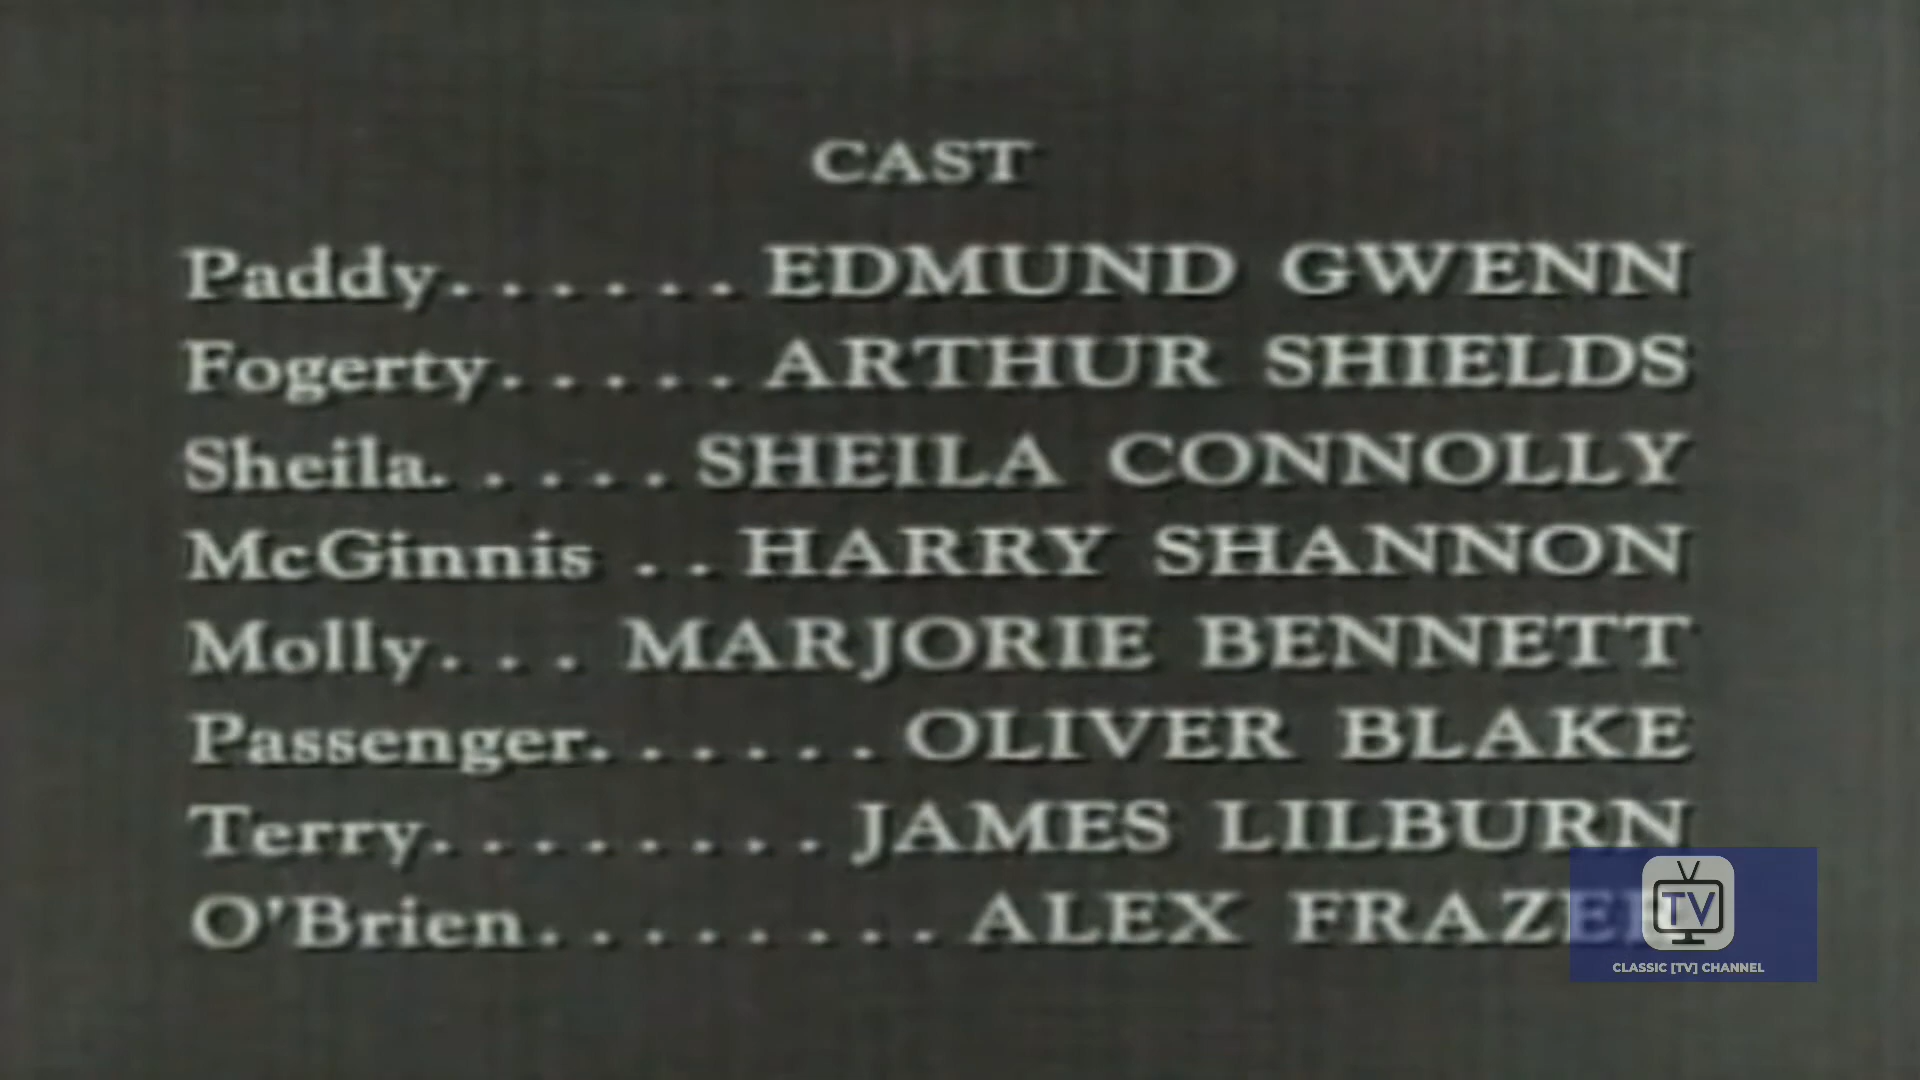 CAST
Paddy......EDMUND GWENN
Fogerty.....ARTHUR SHIELDS
Sheila.....SHEILA CONNOLLY
McGinnis ..HARRY SHANNON
Molly... MARJORIE BENNETT
Passenger......OLIVER BLAKE
Terry........JAMES LILBURN
O'Brien........ALEX
TV
CLASSIC [TV] CHANNEL